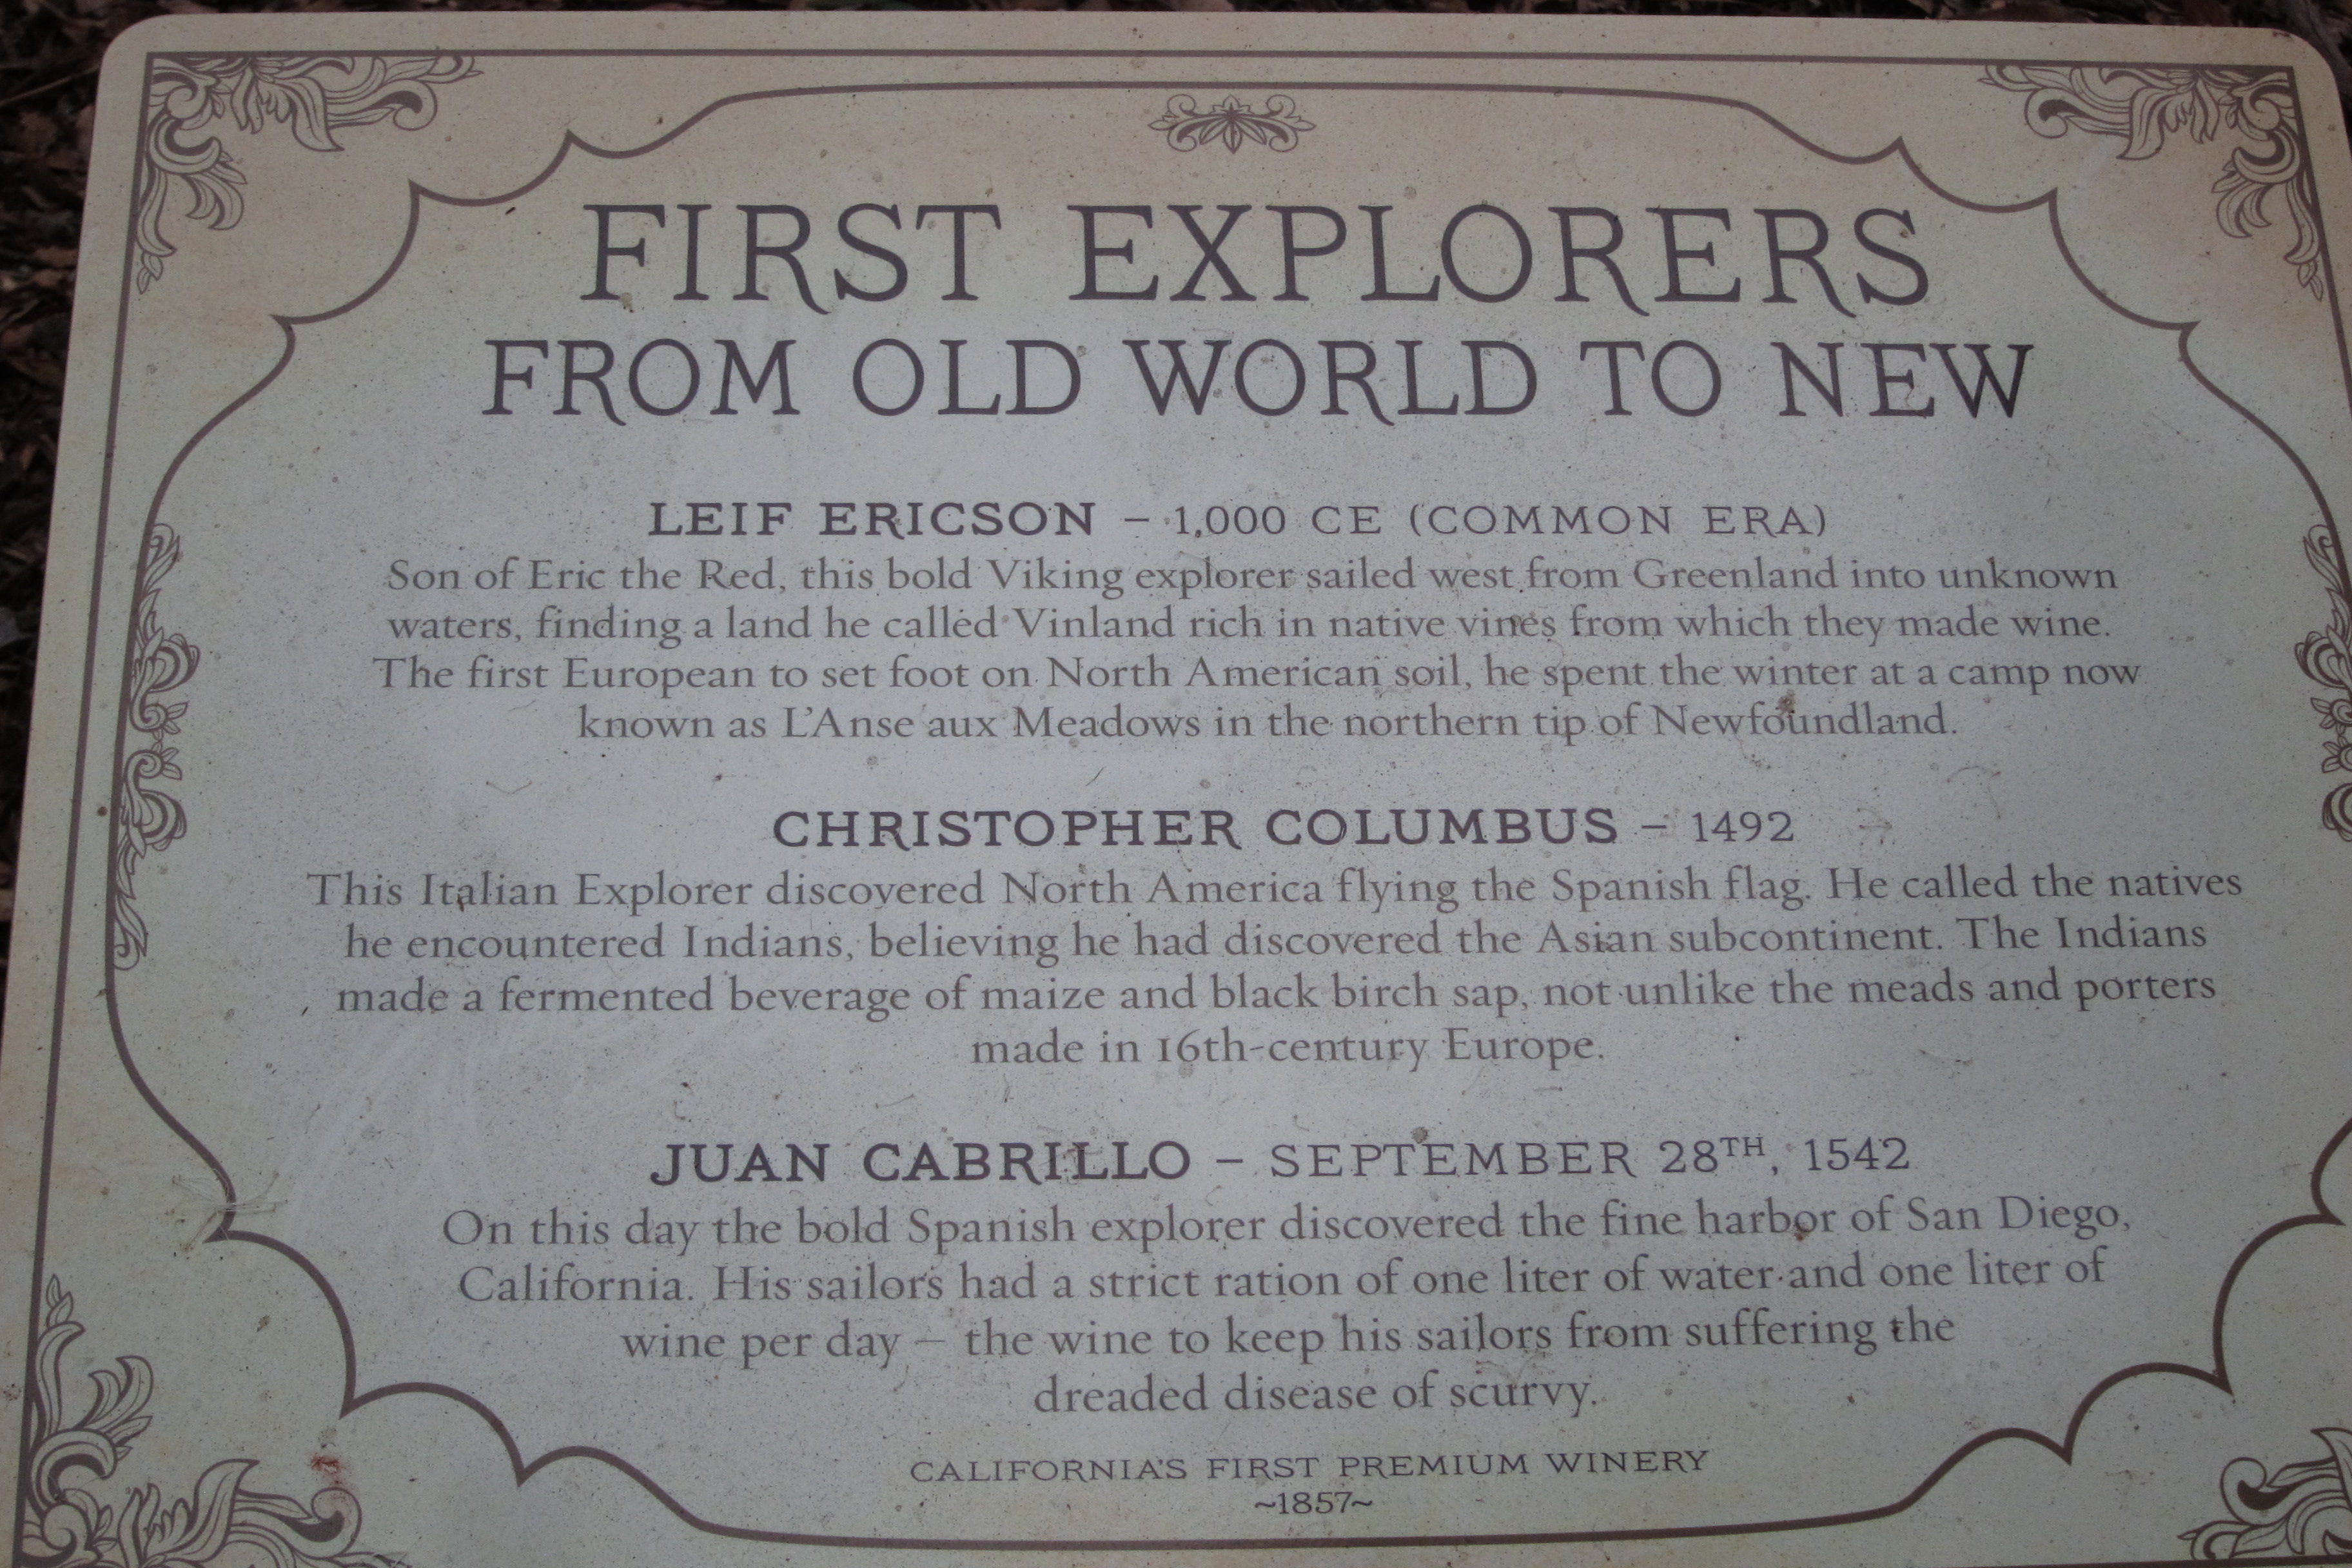 FIRST EXPLORERS
FROM OLD WORLD TO NEW
LEIF ERICSON – 1,000 CE (COMMON ERA)
Son of Eric the Red, this bold Viking explorer sailed west from Greenland into unknown
waters, finding a land he called Vinland rich in native vines from which they made wine.
The first European to set foot on North American soil, he spent the winter at a camp now
known as L'Anse aux Meadows in the northern tip of Newfoundland.
CHRISTOPHER COLUMBUS – 1492
This Italian Explorer discovered North America flying the Spanish flag. He called the natives
he encountered Indians, believing he had discovered the Asian subcontinent. The Indians
made a fermented beverage of maize and black birch sap, not unlike the meads and porters
made in 16th-century Europe.
JUAN CABRILLO – SEPTEMBER 28TH, 1542
On this day the bold Spanish explorer discovered the fine harbor of San Diego,
California. His sailors had a strict ration of one liter of water and one liter of
wine per day – the wine to keep his sailors from suffering the
dreaded disease of scurvy.
CALIFORNIA'S FIRST PREMIUM WINERY
~1857~